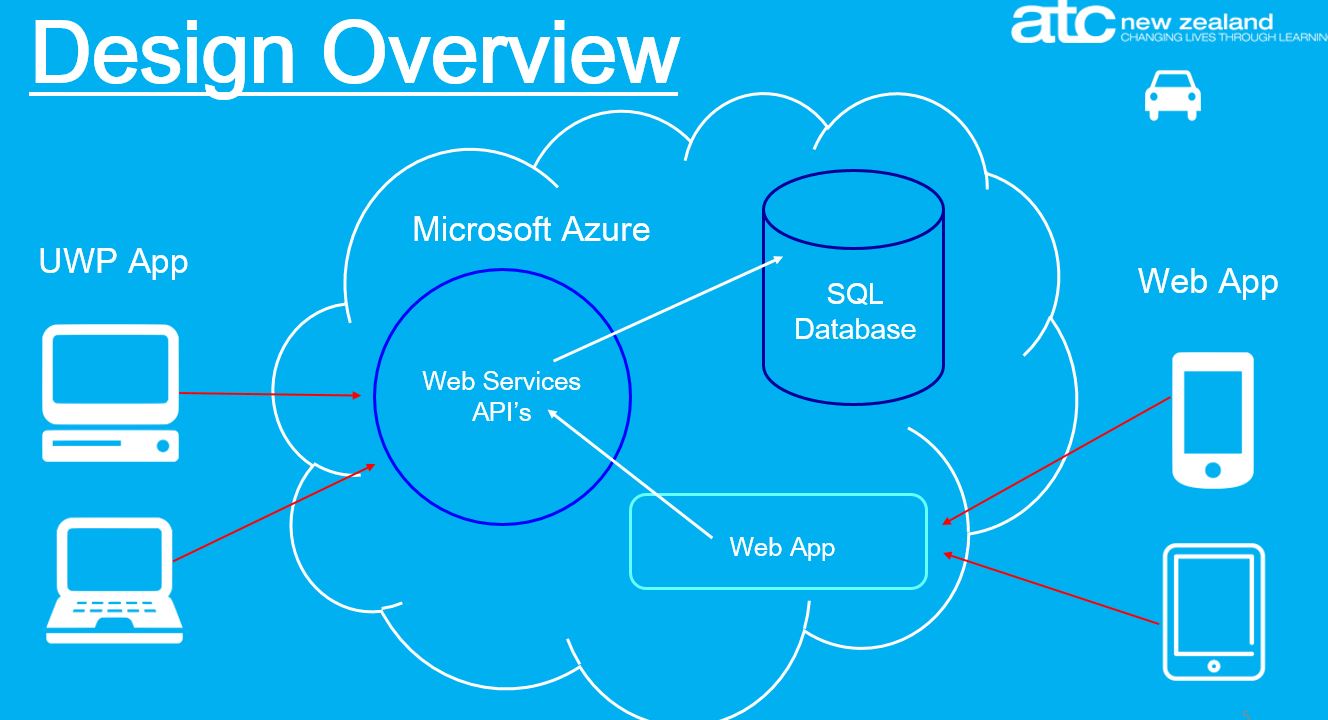 Design Overview
atc new zealand
CHANGING LIVES THROUGH LEARNING
Microsoft Azure
UWP App
Web App
SQL
Database
Web Services
API's
Web App